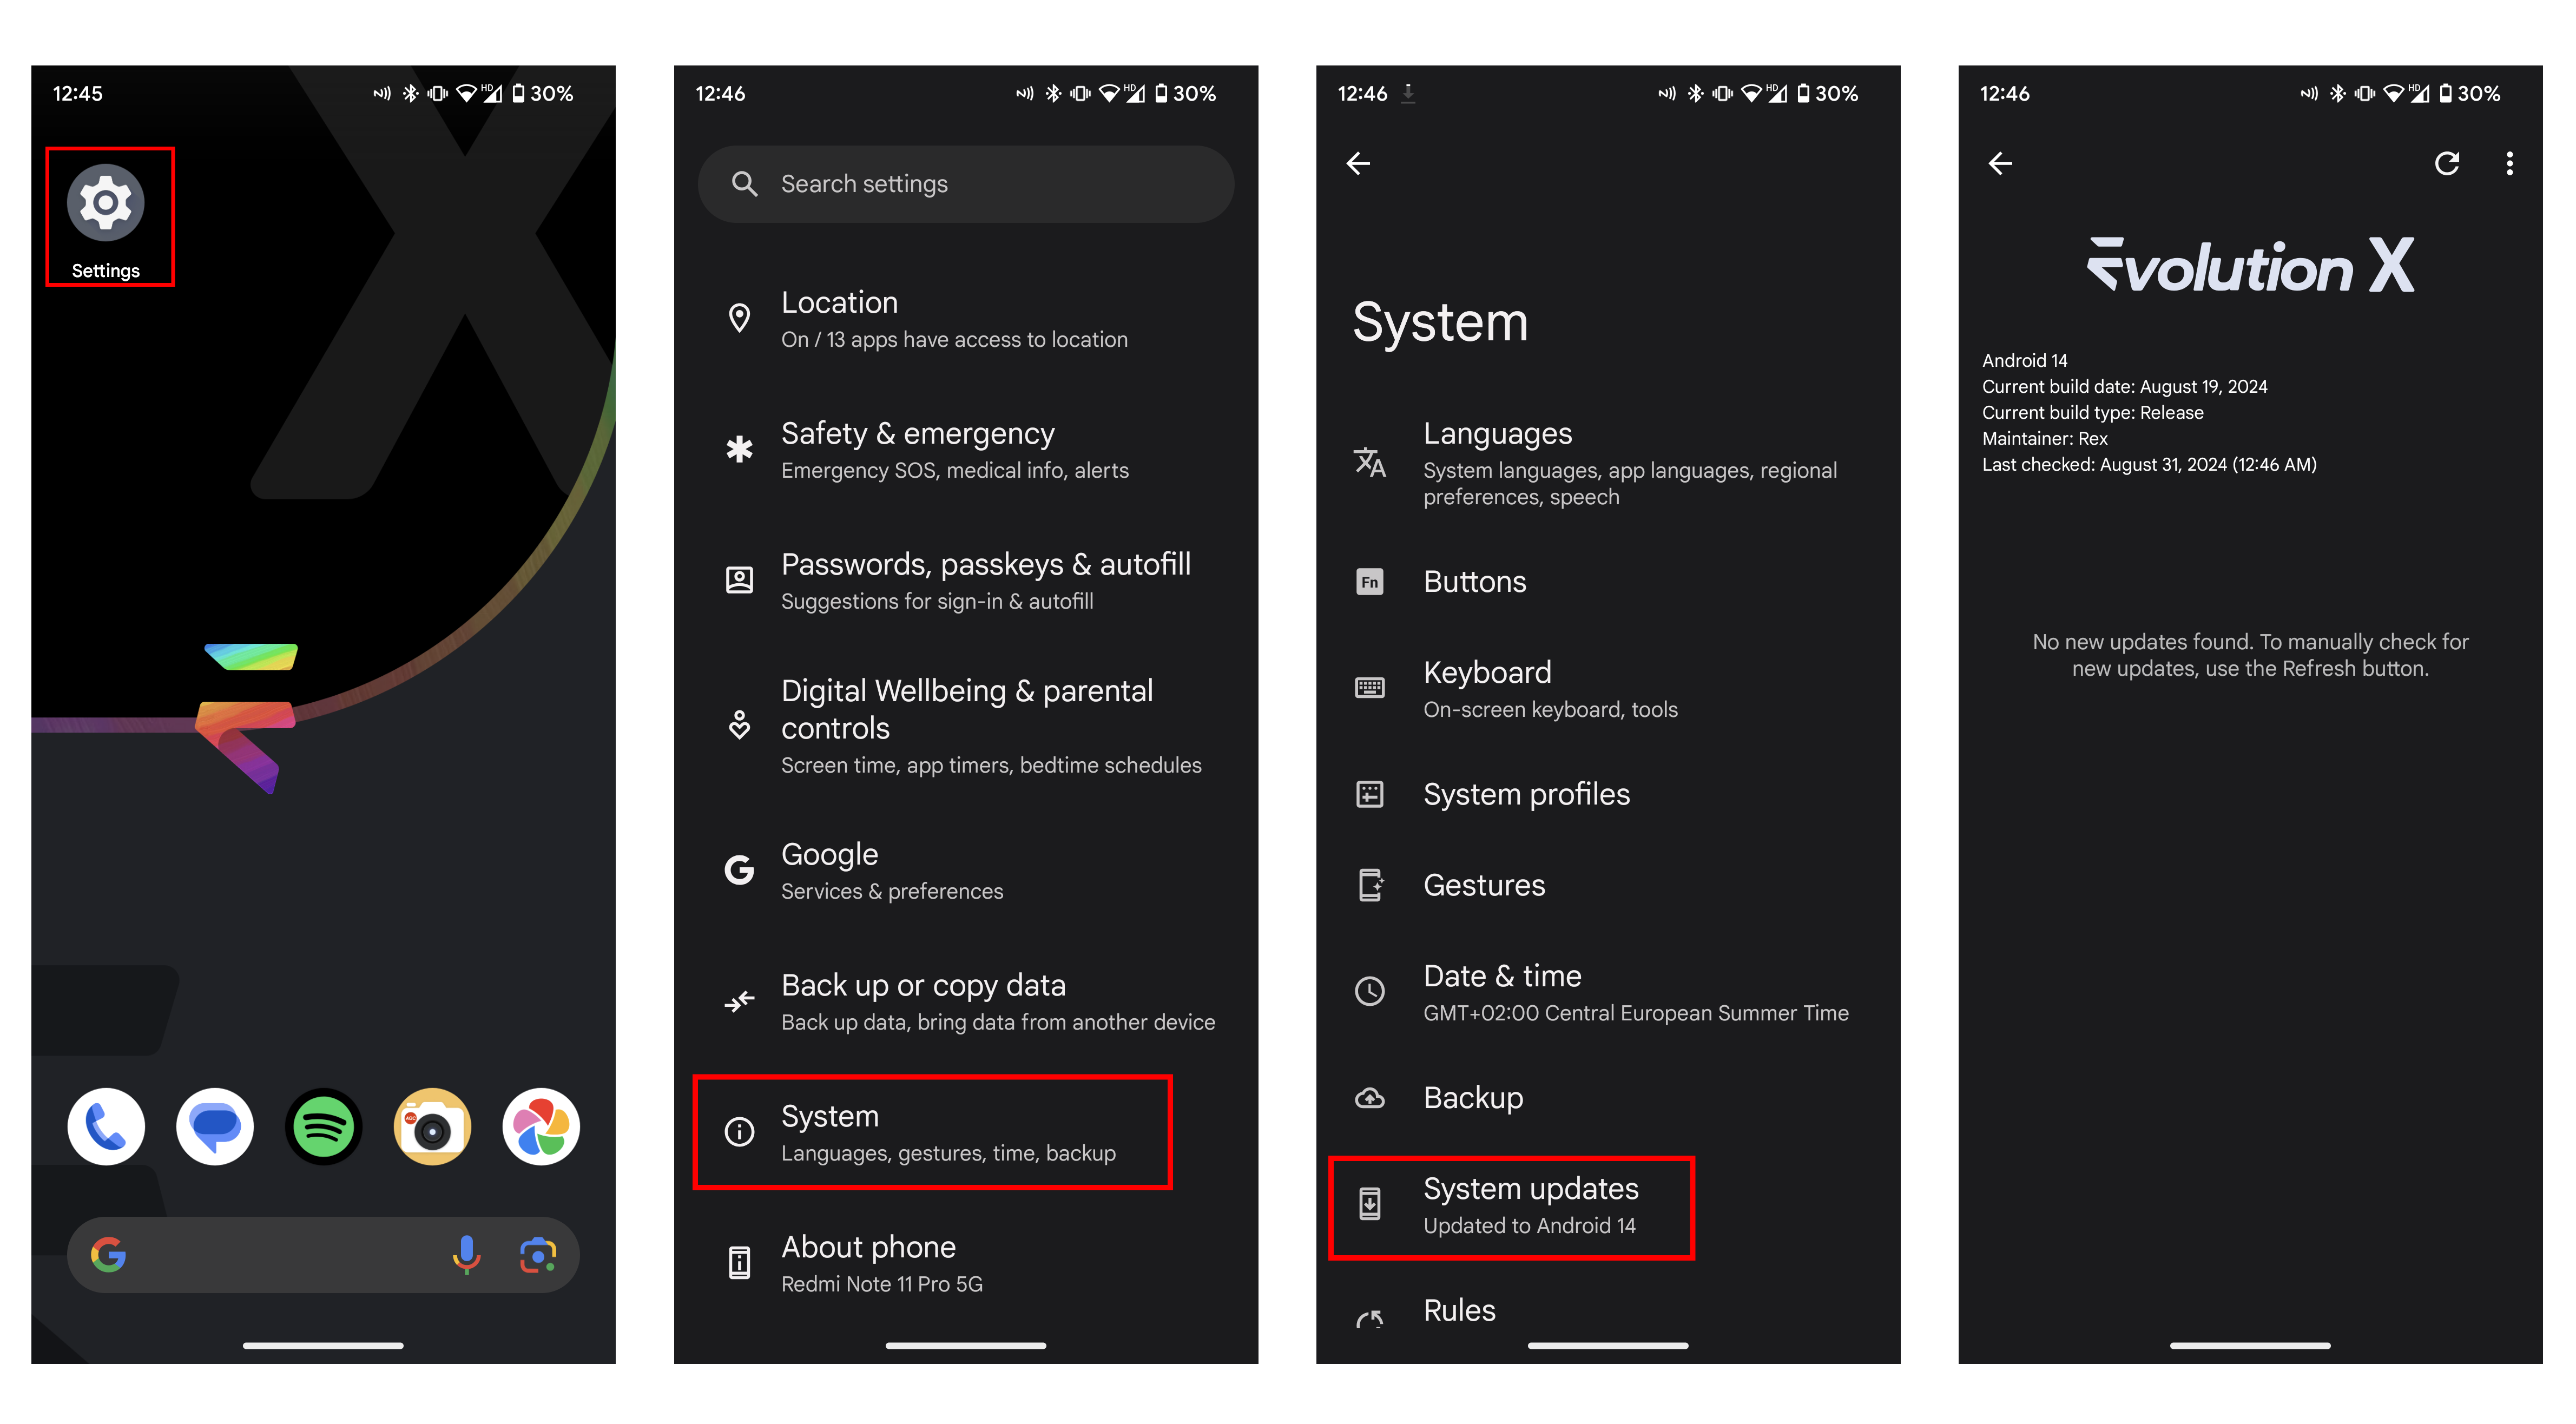 12:45
HD
30%
Settings
12:46
HD
30%
Search settings
Location
On / 13 apps have access to location
Safety & emergency
Emergency SOS, medical info, alerts
Passwords, passkeys & autofill
Suggestions for sign-in & autofill
Digital Wellbeing & parental
controls
Screen time, app timers, bedtime schedules
Google
Services & preferences
Back up or copy data
Back up data, bring data from another device
System
Languages, gestures, time, backup
About phone
Redmi Note 11 Pro 5G
12:46
HD
30%
System
Languages
System languages, app languages, regional
preferences, speech
Fn
Buttons
Keyboard
On-screen keyboard, tools
System profiles
Gestures
Date & time
GMT+02:00 Central European Summer Time
Backup
System updates
Updated to Android 14
Rules
12:46
HD
30%
Evolution X
Android 14
Current build date: August 19, 2024
Current build type: Release
Maintainer: Rex
Last checked: August 31, 2024 (12:46 AM)
No new updates found. To manually check for
new updates, use the Refresh button.